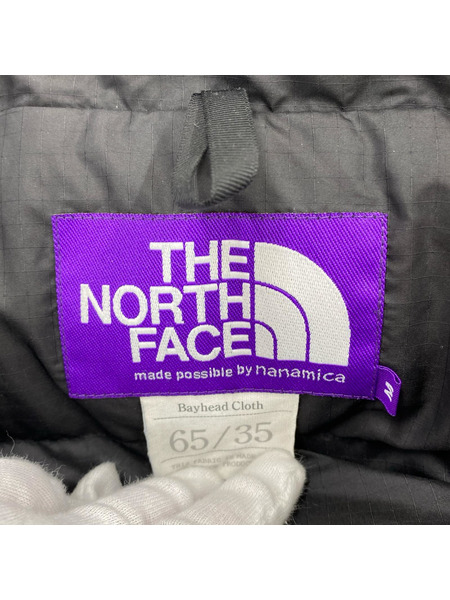 THE
NORTH
FACE
made possible by nanamica
M
Bayhead Cloth
65/35